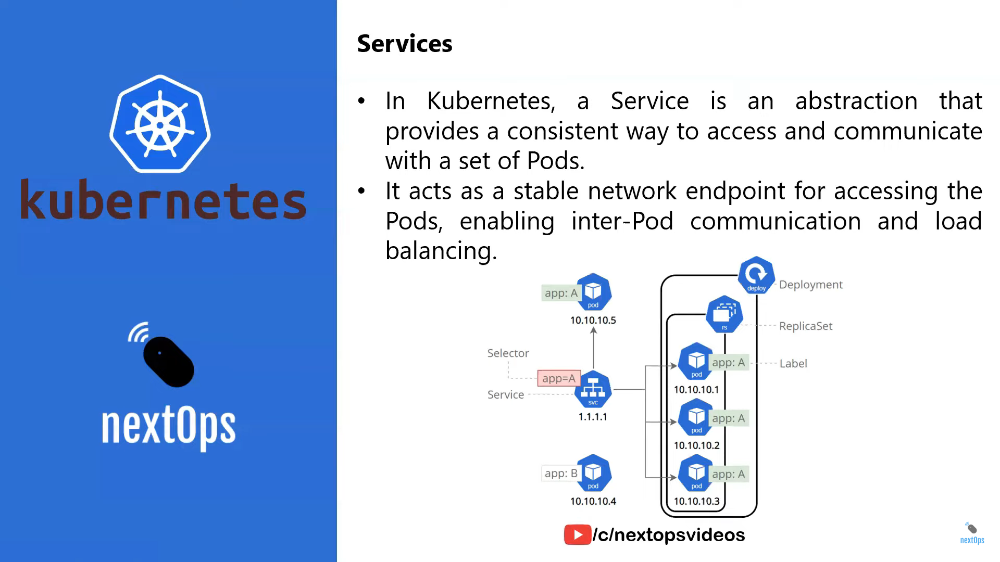 kubernetes
nextOps
Services
• In Kubernetes, a Service is an abstraction that
provides a consistent way to access and communicate
with a set of Pods.
• It acts as a stable network endpoint for accessing the
Pods, enabling inter-Pod communication and load
balancing.
deploy
Deployment
app: A
pod
10.10.10.5
rs
ReplicaSet
Selector
app=A
Service
svc
1.1.1.1
pod
app: A
Label
10.10.10.1
pod
app: A
10.10.10.2
app: B
pod
10.10.10.4
pod
app: A
10.10.10.3
/c/nextopsvideos
nextOps